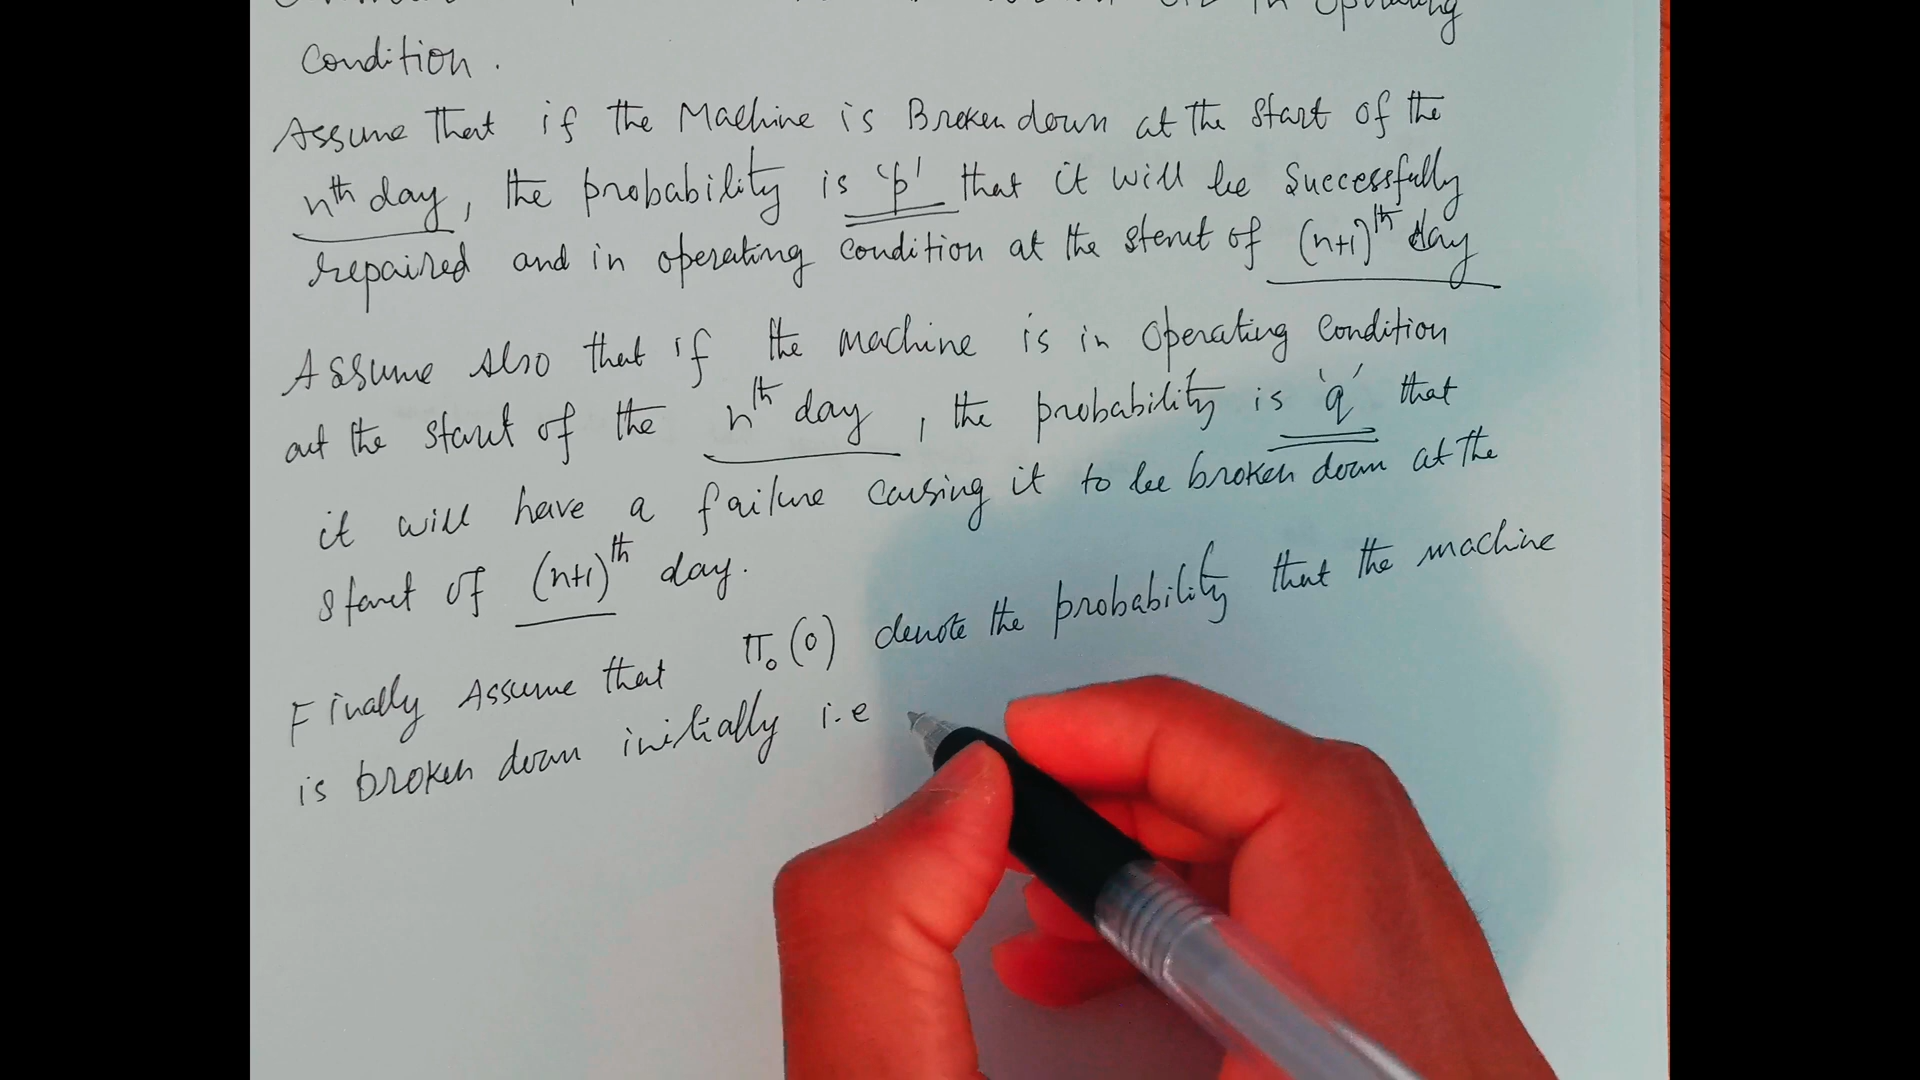 in operating
condition.
Assume that if the Machine is Broken down at the start of the
nth day, the probability is 'p' that it will be Successfully
repaired and in operating condition at the start of (n+1)th day
Assume Also that if the machine is in Operating Condition
at the start of the nth day, the probability is 'q' that
it will have a failure causing it to be broken down at the
start of (n+1)th day.
Finally Assume that π₀(0) denote the probability that the machine
is broken down initially i.e